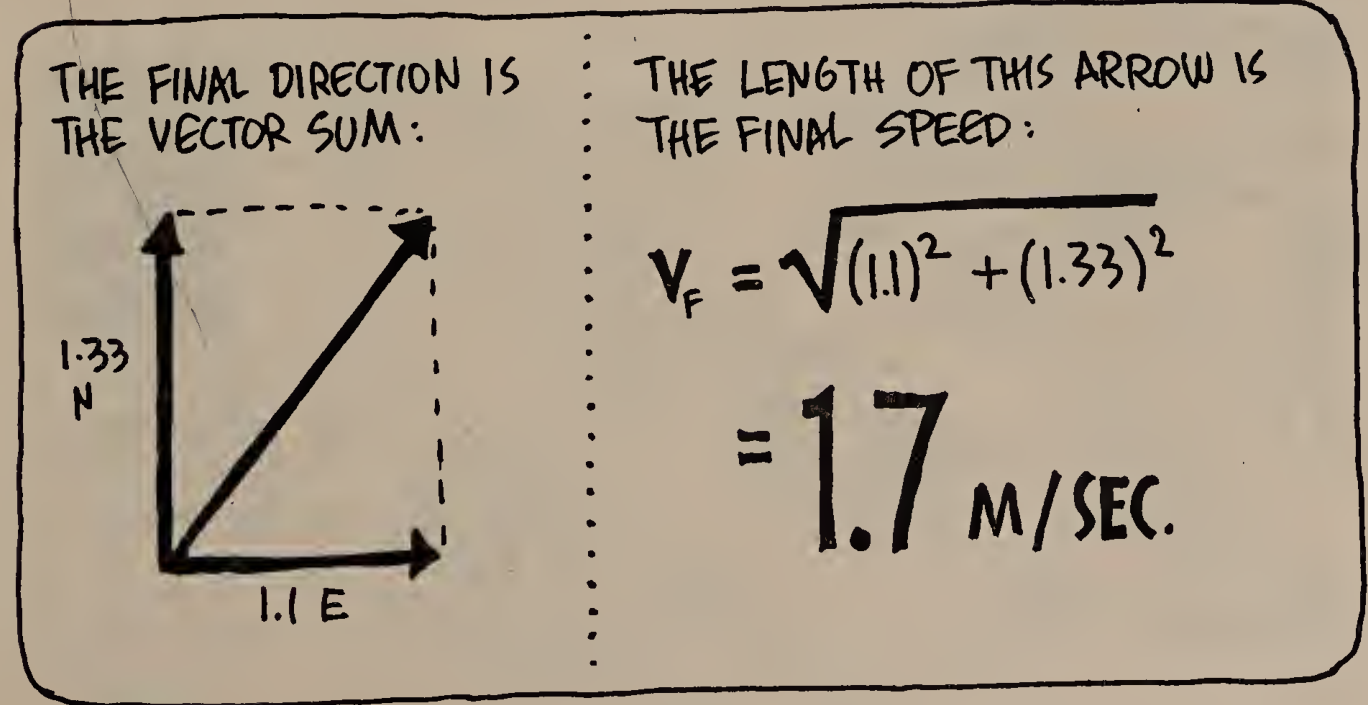 THE FINAL DIRECTION IS
THE VECTOR SUM:
1.33
N
1.1 E
THE LENGTH OF THIS ARROW IS
THE FINAL SPEED:
V_F = √(1.1)² + (1.33)²
= 1.7 M/SEC.